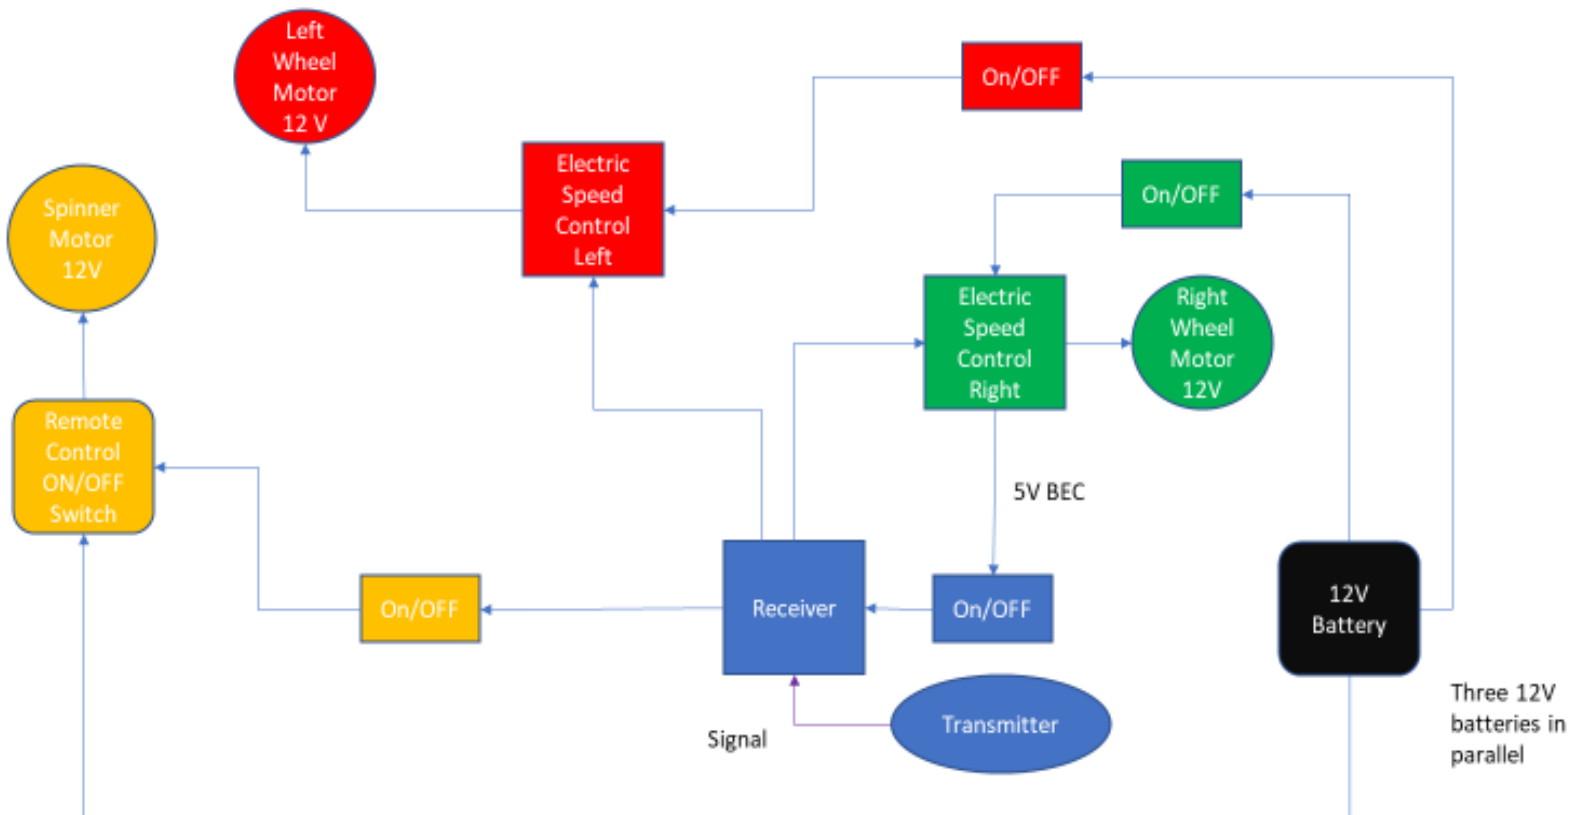 Left
Wheel
Motor
12 V
On/OFF
Electric
Speed
Control
Left
On/OFF
Spinner
Motor
12V
Electric
Speed
Control
Right
Right
Wheel
Motor
12V
Remote
Control
ON/OFF
Switch
5V BEC
On/OFF
Receiver
On/OFF
12V
Battery
Transmitter
Signal
Three 12V
batteries in
parallel